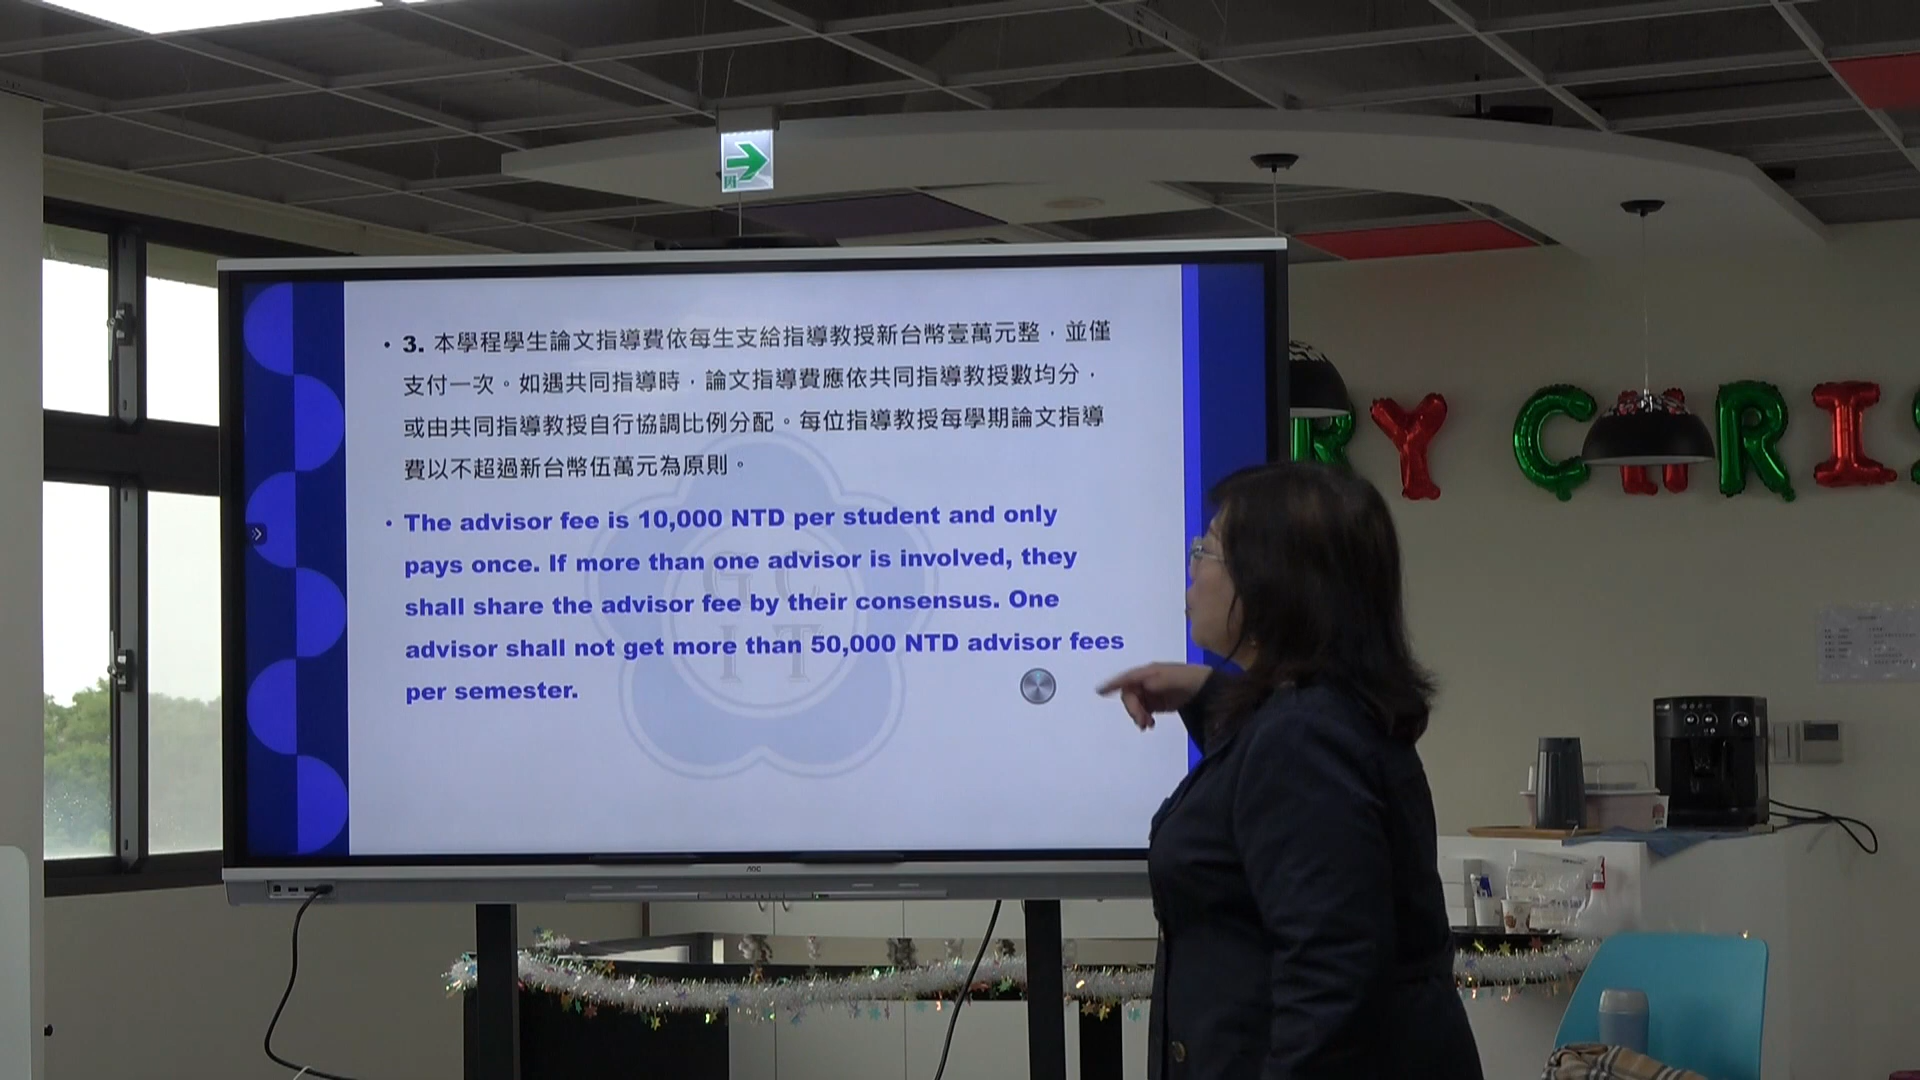 • 3. 本學程學生論文指導費依每生支給指導教授新台幣壹萬元整，並僅
支付一次。如遇共同指導時，論文指導費應依共同指導教授數均分，
或由共同指導教授自行協調比例分配。每位指導教授每學期論文指導
費以不超過新台幣伍萬元為原則。
• The advisor fee is 10,000 NTD per student and only
pays once. If more than one advisor is involved, they
shall share the advisor fee by their consensus. One
advisor shall not get more than 50,000 NTD advisor fees
per semester.
IT
AOC
RY CHRIS